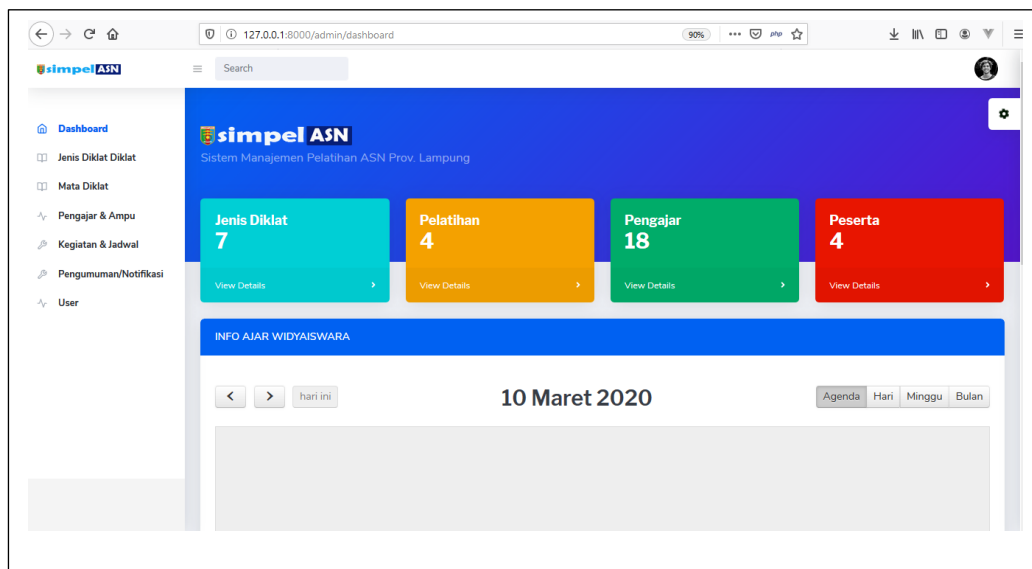 127.0.0.1:8000/admin/dashboard
90%
php
simpel ASN
Search
Dashboard
Jenis Diklat Diklat
Mata Diklat
Pengajar & Ampu
Kegiatan & Jadwal
Pengumuman/Notifikasi
User
simpel ASN
Sistem Manajemen Pelatihan ASN Prov. Lampung
Jenis Diklat
7
View Details
Pelatihan
4
View Details
Pengajar
18
View Details
Peserta
4
View Details
INFO AJAR WIDYAISWARA
hari ini
10 Maret 2020
Agenda Hari Minggu Bulan